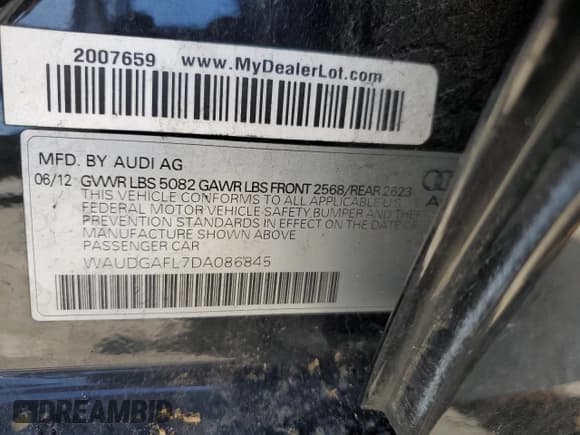 2007659 www.MyDealerLot.com
MFD. BY AUDI AG
06/12 GVWR LBS 5082 GAWR LBS FRONT 2568/REAR 2623
THIS VEHICLE CONFORMS TO ALL APPLICABLE U.S.
FEDERAL MOTOR VEHICLE SAFETY, BUMPER AND THEFT
PREVENTION STANDARDS IN EFFECT ON THE DATE
MANUFACTURE SHOWN ABOVE
PASSENGER CAR
WAUDGAFL7DA086845
DREAMBID